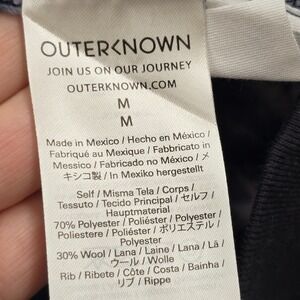 OUTERKNOWN
JOIN US ON OUR JOURNEY
OUTERKNOWN.COM
M
M
Made in Mexico / Hecho en México /
Fabriqué au Mexique / Fabbricato in
Messico / Fabricado no México / メ
キシコ製 / In Mexiko hergestellt
Self / Misma Tela / Corps /
Tessuto / Tecido Principal / セルフ /
Hauptmaterial
70% Polyester / Poliéster / Polyester /
Poliestere / Poliéster / ポリエステル /
Polyester
30% Wool / Lana / Laine / Lana / Lã /
ウール / Wolle
Rib / Ribete / Côte / Costa / Bainha /
リブ / Rippe